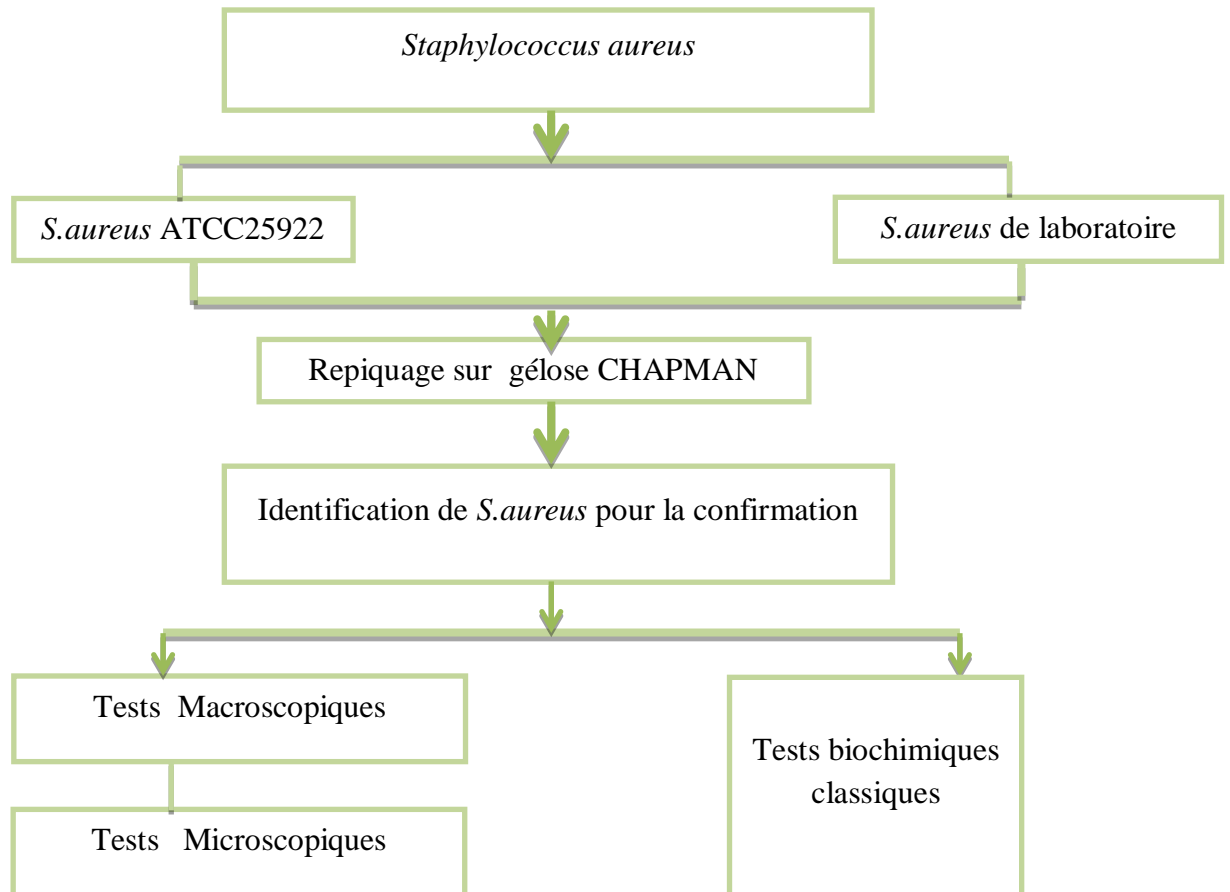 Staphylococcus aureus
S.aureus ATCC25922
S.aureus de laboratoire
Repiquage sur gélose CHAPMAN
Identification de S.aureus pour la confirmation
Tests Macroscopiques
Tests biochimiques
classiques
Tests Microscopiques